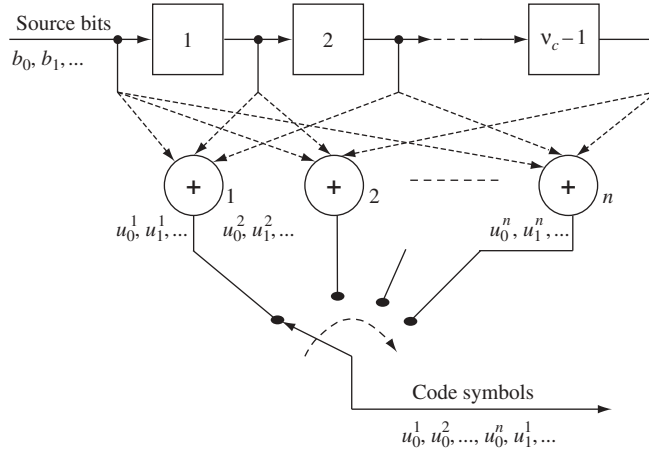 Source bits
b₀, b₁,...
1
2
ν_c – 1
+
1
+
2
+
n
u₀¹, u₁¹,...
u₀², u₁²,...
u₀ⁿ, u₁ⁿ, ...
Code symbols
u₀¹, u₀²,..., u₀ⁿ, u₁¹,...